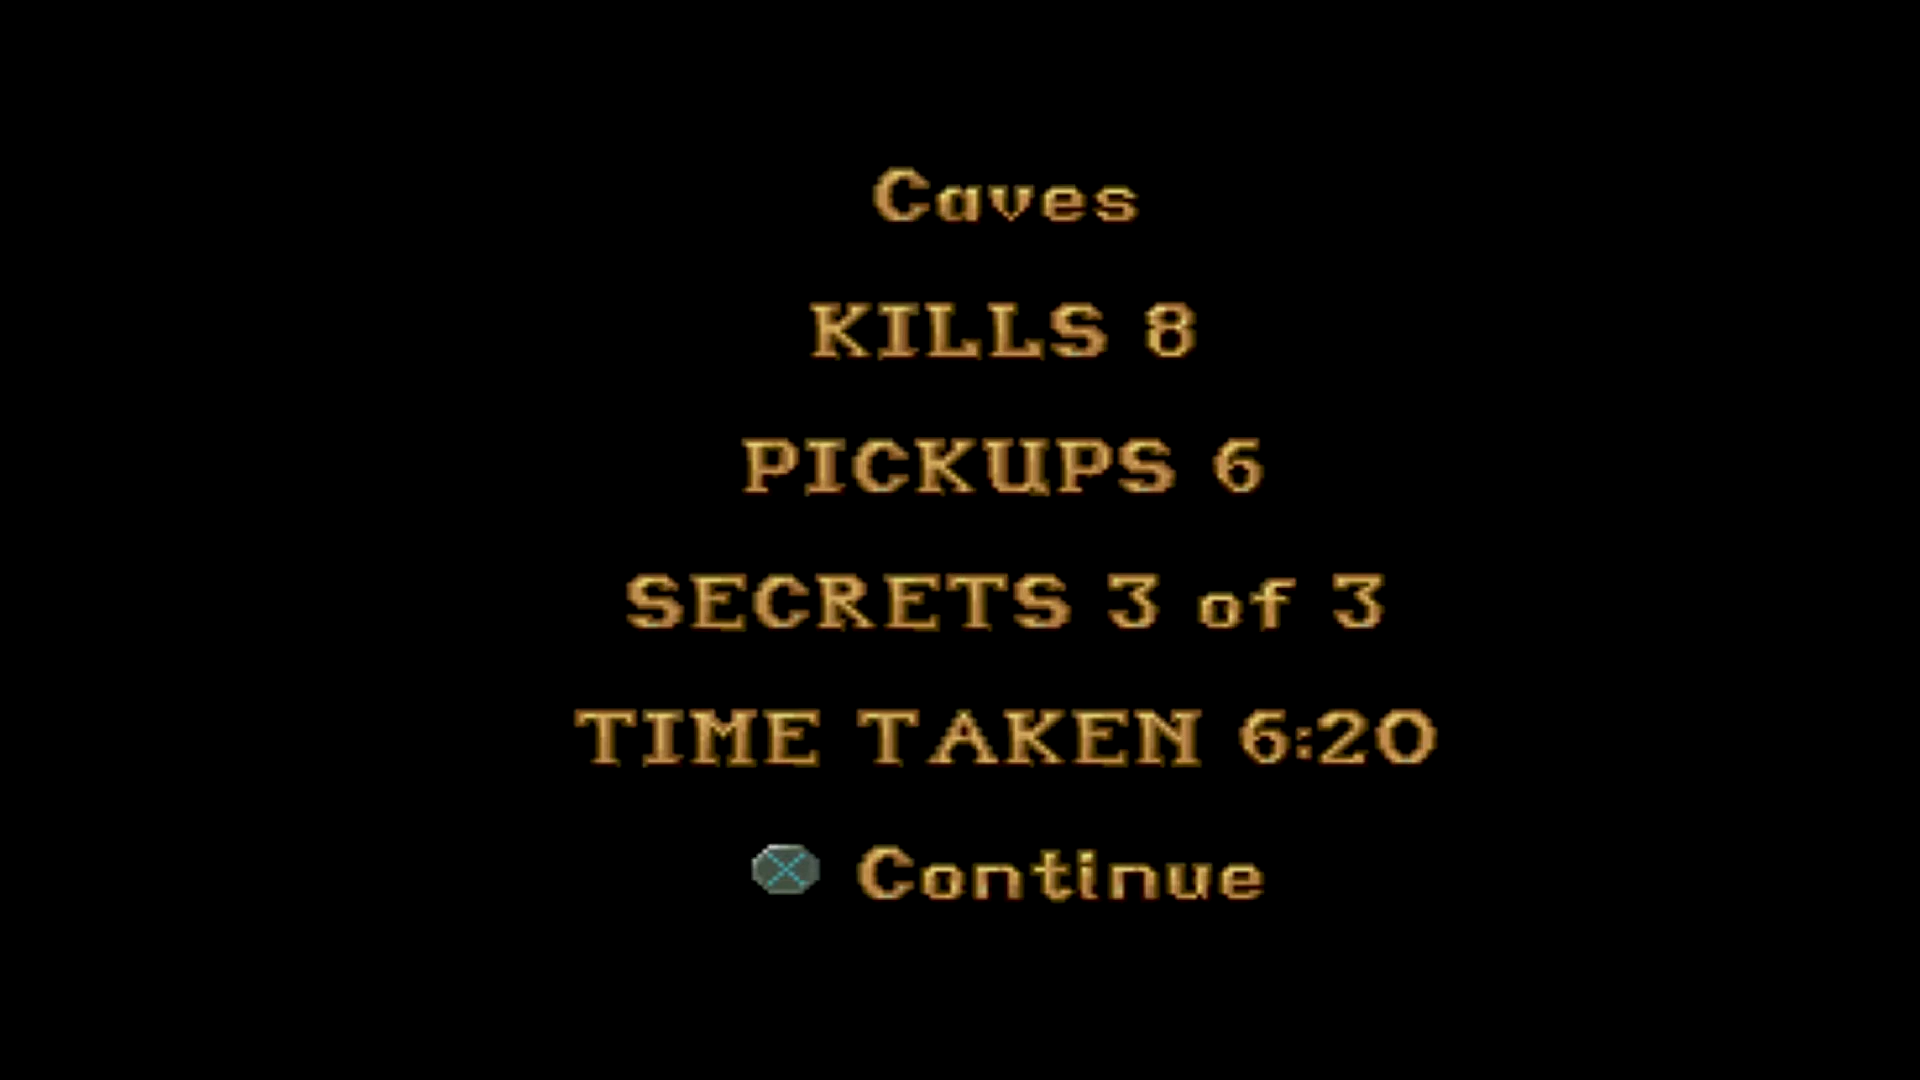 Caves
KILLS 8
PICKUPS 6
SECRETS 3 of 3
TIME TAKEN 6:20
Continue